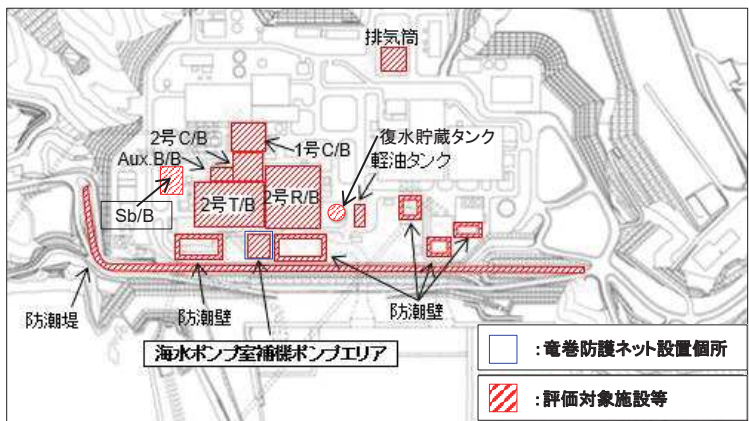 排気筒
2号C/B
1号C/B
復水貯蔵タンク
軽油タンク
Aux.B/B
Sb/B
2号T/B
2号R/B
防潮堤
防潮壁
防潮壁
海水ポンプ室補機ポンプエリア
:竜巻防護ネット設置個所
:評価対象施設等